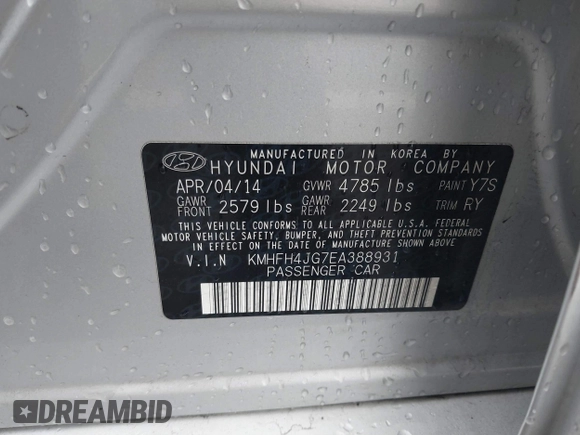 MANUFACTURED IN KOREA BY
HYUNDAI MOTOR COMPANY
APR/04/14 GVWR 4785 lbs PAINT Y7S
GAWR FRONT 2579 lbs GAWR REAR 2249 lbs TRIM RY
THIS VEHICLE CONFORMS TO ALL APPLICABLE U.S.A. FEDERAL
MOTOR VEHICLE SAFETY, BUMPER, AND THEFT PREVENTION STANDARDS
IN EFFECT ON THE DATE OF MANUFACTURE SHOWN ABOVE.
V.I.N KMHFH4JG7EA388931
PASSENGER CAR
DREAMBID